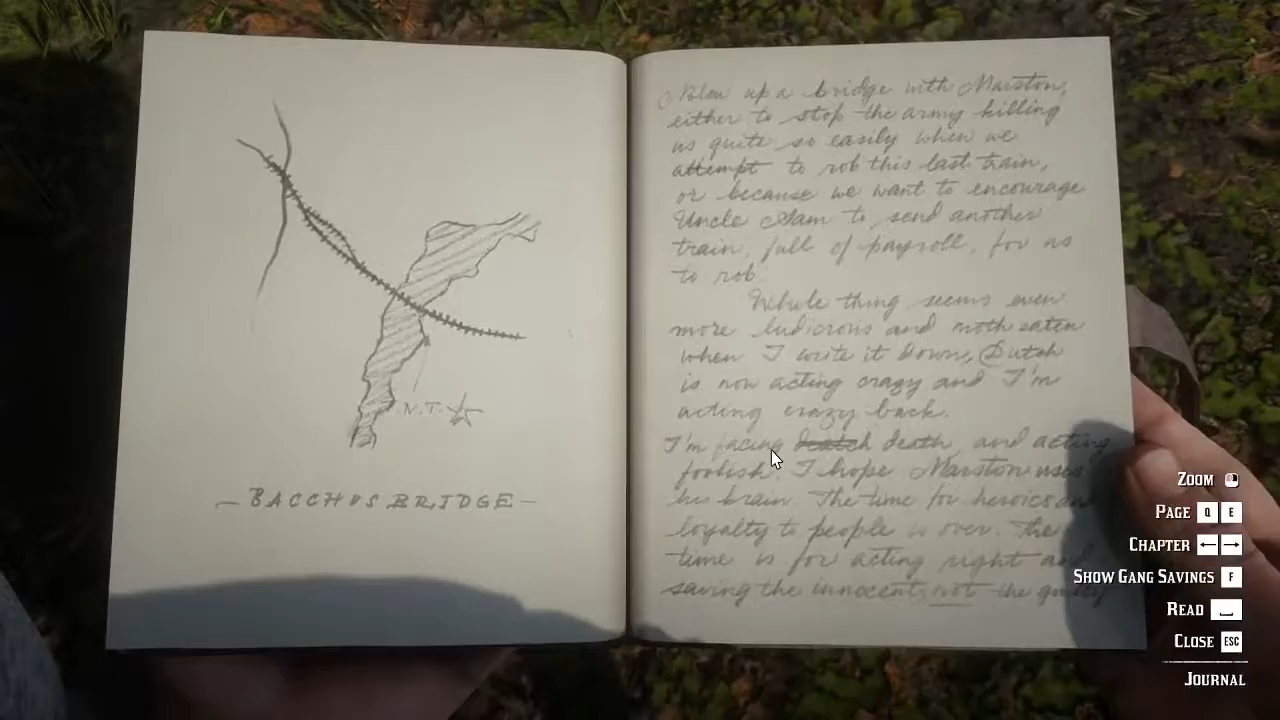 N.T.
— BACCHUS BRIDGE —
Blew up a bridge with Marston,
either to stop the army killing
us quite so easily when we
attempt to rob this last train,
or because we want to encourage
Uncle Sam to send another
train, full of payroll, for us
to rob.
Whole thing seems even
more ludicrous and moth eaten
when I write it down, Dutch
is now acting crazy and I'm
acting crazy back.
I'm facing death, and acting
foolish. I hope Marston uses
his brain. The time for heroics an
loyalty to people is over. The
time is for acting right and
saving the innocent, not the guilty
ZOOM
PAGE Q E
CHAPTER ← →
SHOW GANG SAVINGS F
READ
CLOSE ESC
JOURNAL